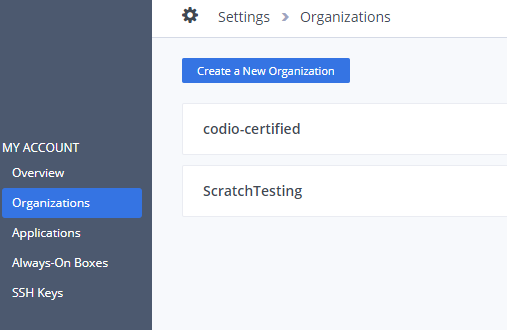 Settings > Organizations
Create a New Organization
codio-certified
ScratchTesting
MY ACCOUNT
Overview
Organizations
Applications
Always-On Boxes
SSH Keys